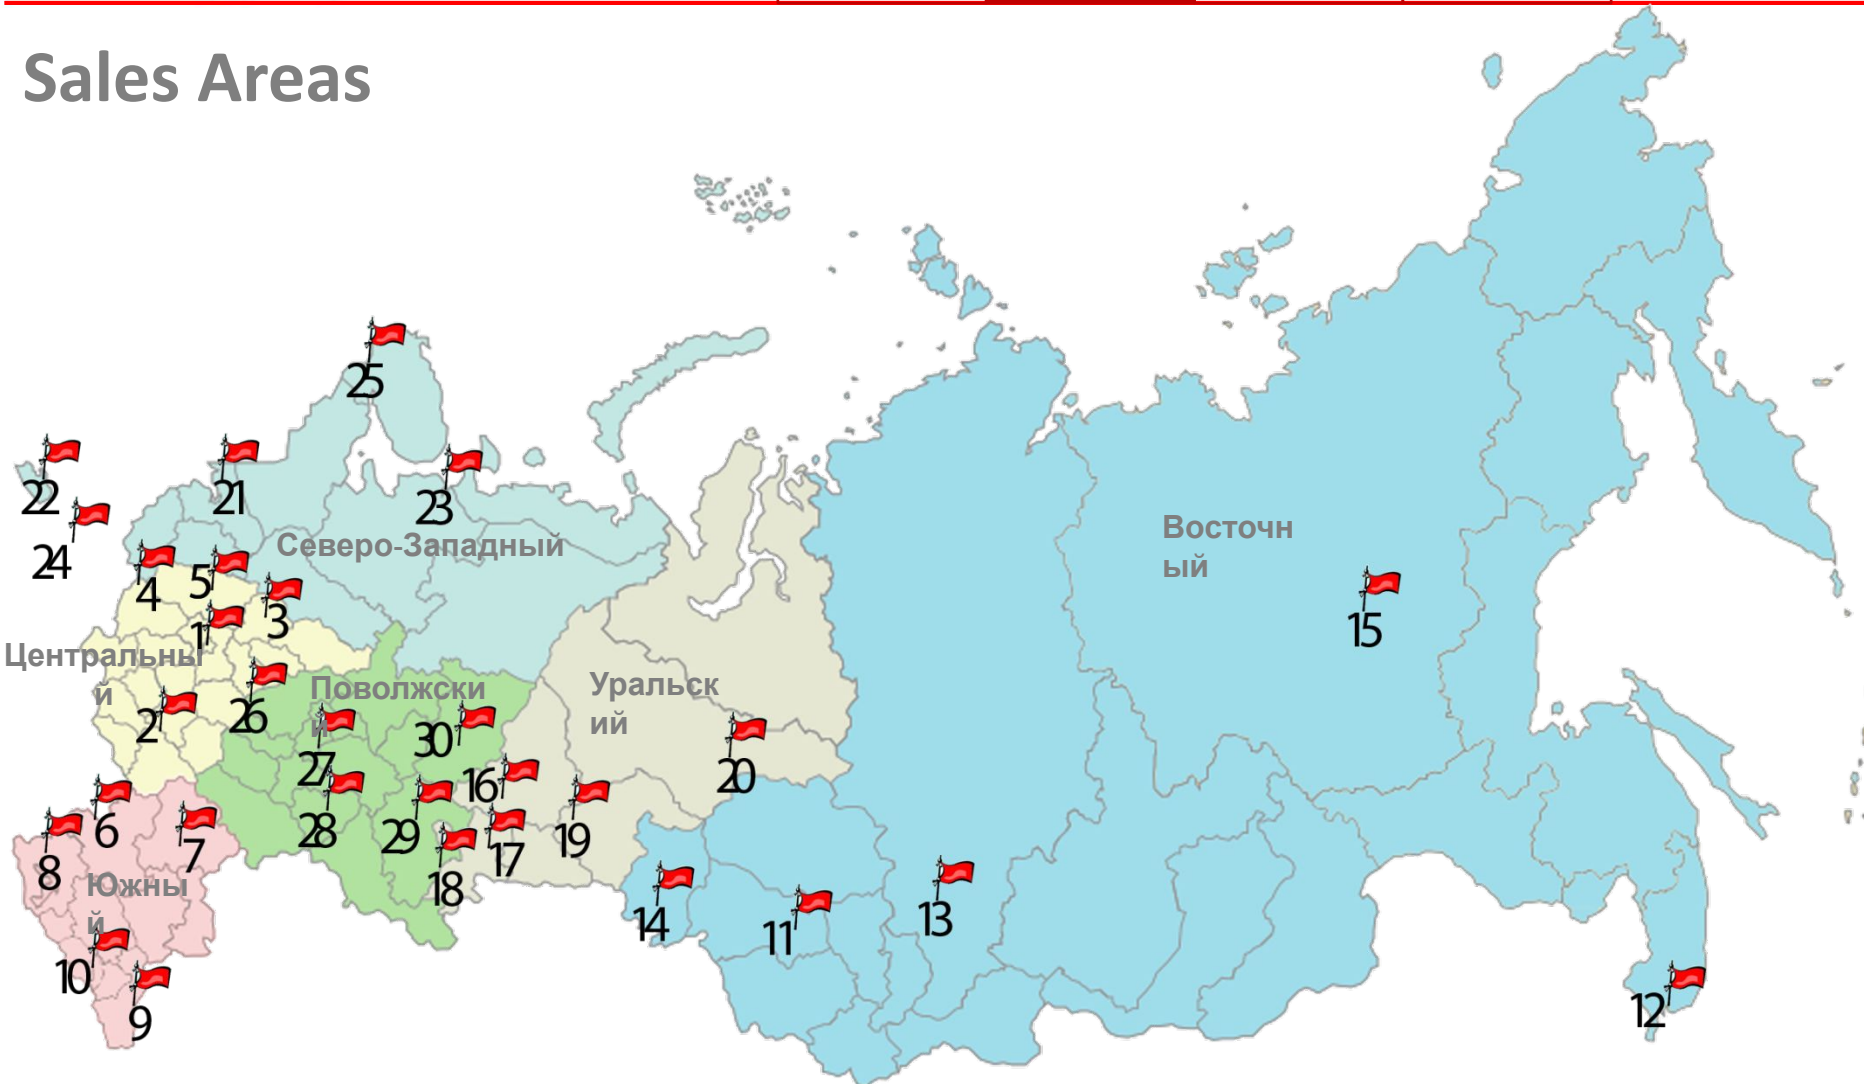 Sales Areas
25
22
21
23
24
Северо-Западный
Восточн
ый
4
5
3
1
15
Центральны
й
Поволжски
й
Уральск
ий
2
26
27
30
16
20
6
28
29
19
8
7
17
18
Южны
й
14
11
13
10
9
12